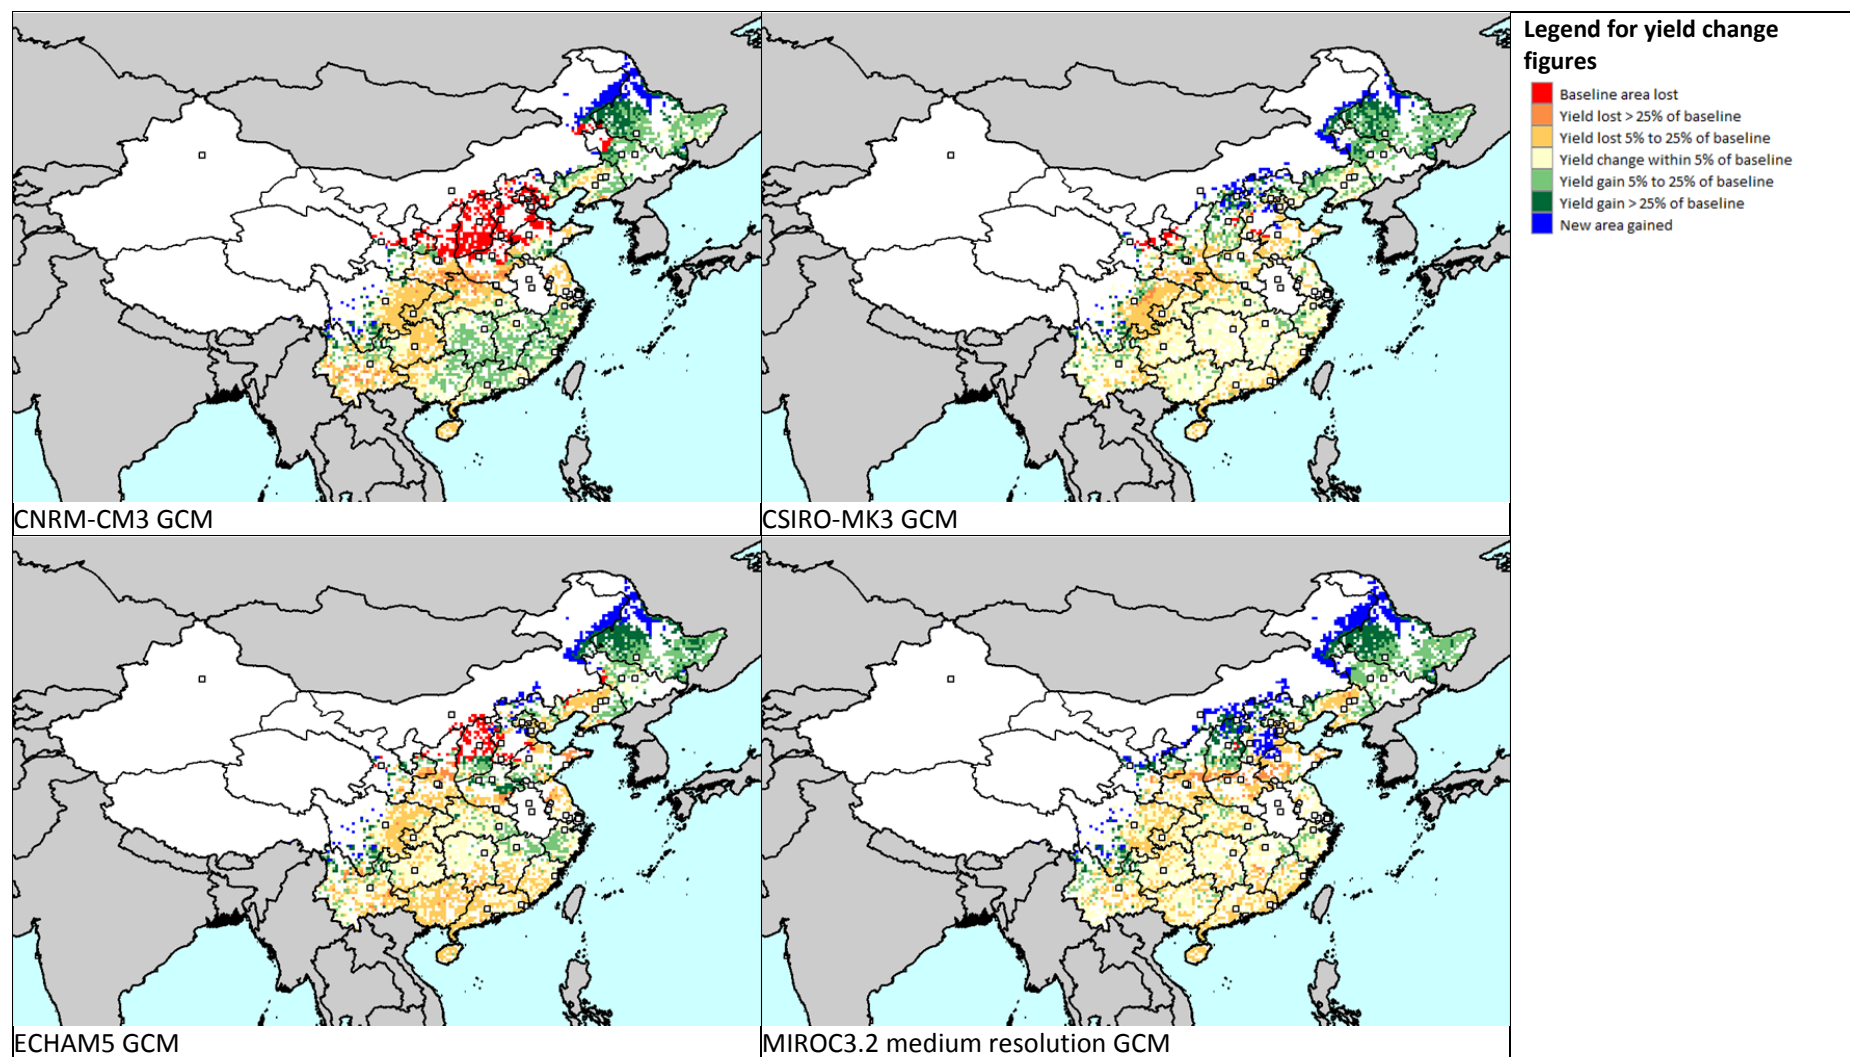 Legend for yield change
figures
Baseline area lost
Yield lost > 25% of baseline
Yield lost 5% to 25% of baseline
Yield change within 5% of baseline
Yield gain 5% to 25% of baseline
Yield gain > 25% of baseline
New area gained
CNRM-CM3 GCM
CSIRO-MK3 GCM
ECHAM5 GCM
MIROC3.2 medium resolution GCM